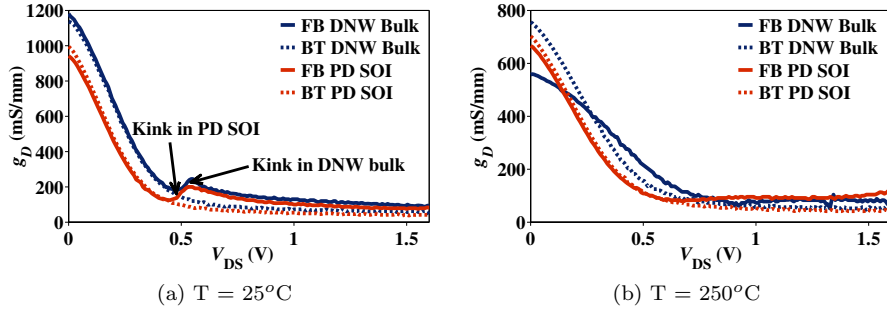 1200
1000
800
600
400
200
0
g_D (mS/mm)
FB DNW Bulk
BT DNW Bulk
FB PD SOI
BT PD SOI
Kink in PD SOI
Kink in DNW bulk
0
0.5
1
1.5
V_DS (V)
(a) T = 25°C
800
600
400
200
0
g_D (mS/mm)
FB DNW Bulk
BT DNW Bulk
FB PD SOI
BT PD SOI
0
0.5
1
1.5
V_DS (V)
(b) T = 250°C